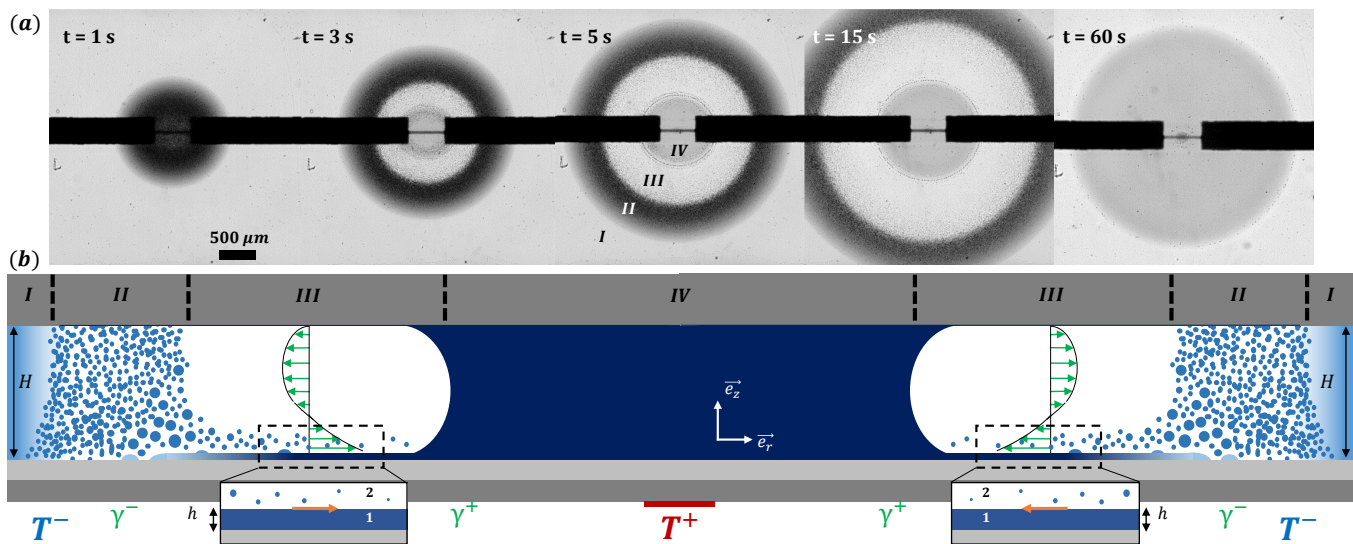 (a)
t = 1 s
t = 3 s
t = 5 s
t = 15 s
t = 60 s
IV
III
II
I
500 μm
(b)
I
II
III
IV
III
II
I
H
H
e_z
e_r
2
1
h
2
1
h
T⁻
γ⁻
γ⁺
T⁺
γ⁺
γ⁻
T⁻